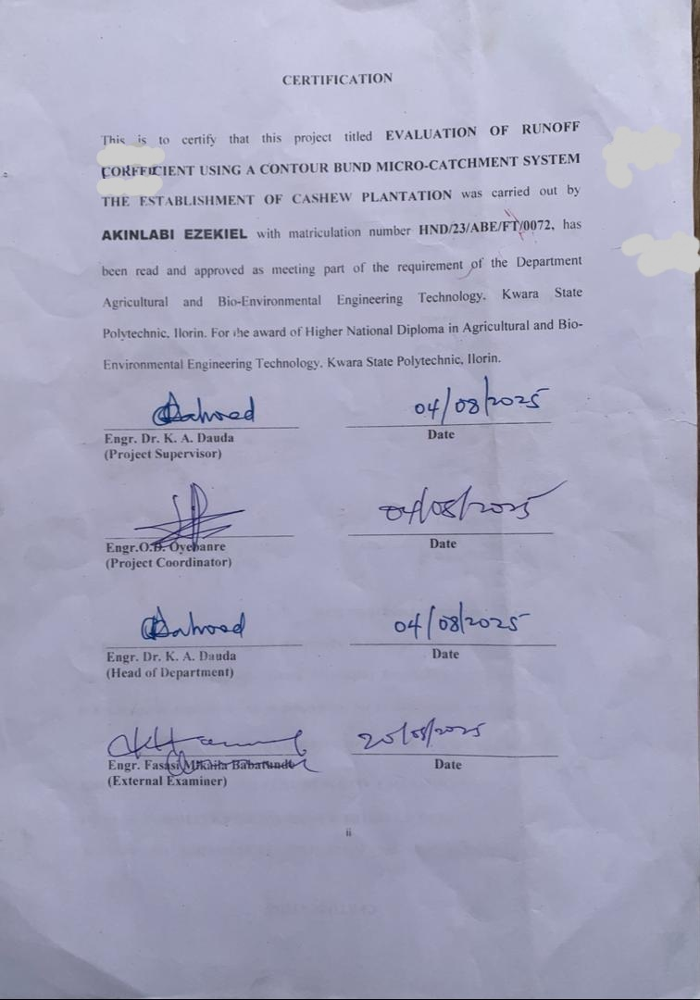 CERTIFICATION
This is to certify that this project titled EVALUATION OF RUNOFF
COEFFICIENT USING A CONTOUR BUND MICRO-CATCHMENT SYSTEM
THE ESTABLISHMENT OF CASHEW PLANTATION was carried out by
AKINLABI EZEKIEL with matriculation number HND/23/ABE/FT/0072, has
been read and approved as meeting part of the requirement of the Department
Agricultural and Bio-Environmental Engineering Technology, Kwara State
Polytechnic, Ilorin. For the award of Higher National Diploma in Agricultural and Bio-
Environmental Engineering Technology, Kwara State Polytechnic, Ilorin.
04/08/2025
Engr. Dr. K. A. Dauda Date
(Project Supervisor)
04/08/2025
Engr.O.D. Oyebanre Date
(Project Coordinator)
04/08/2025
Engr. Dr. K. A. Dauda Date
(Head of Department)
20/08/2025
Engr. Fasasi Mikaila Babatunde Date
(External Examiner)
ii